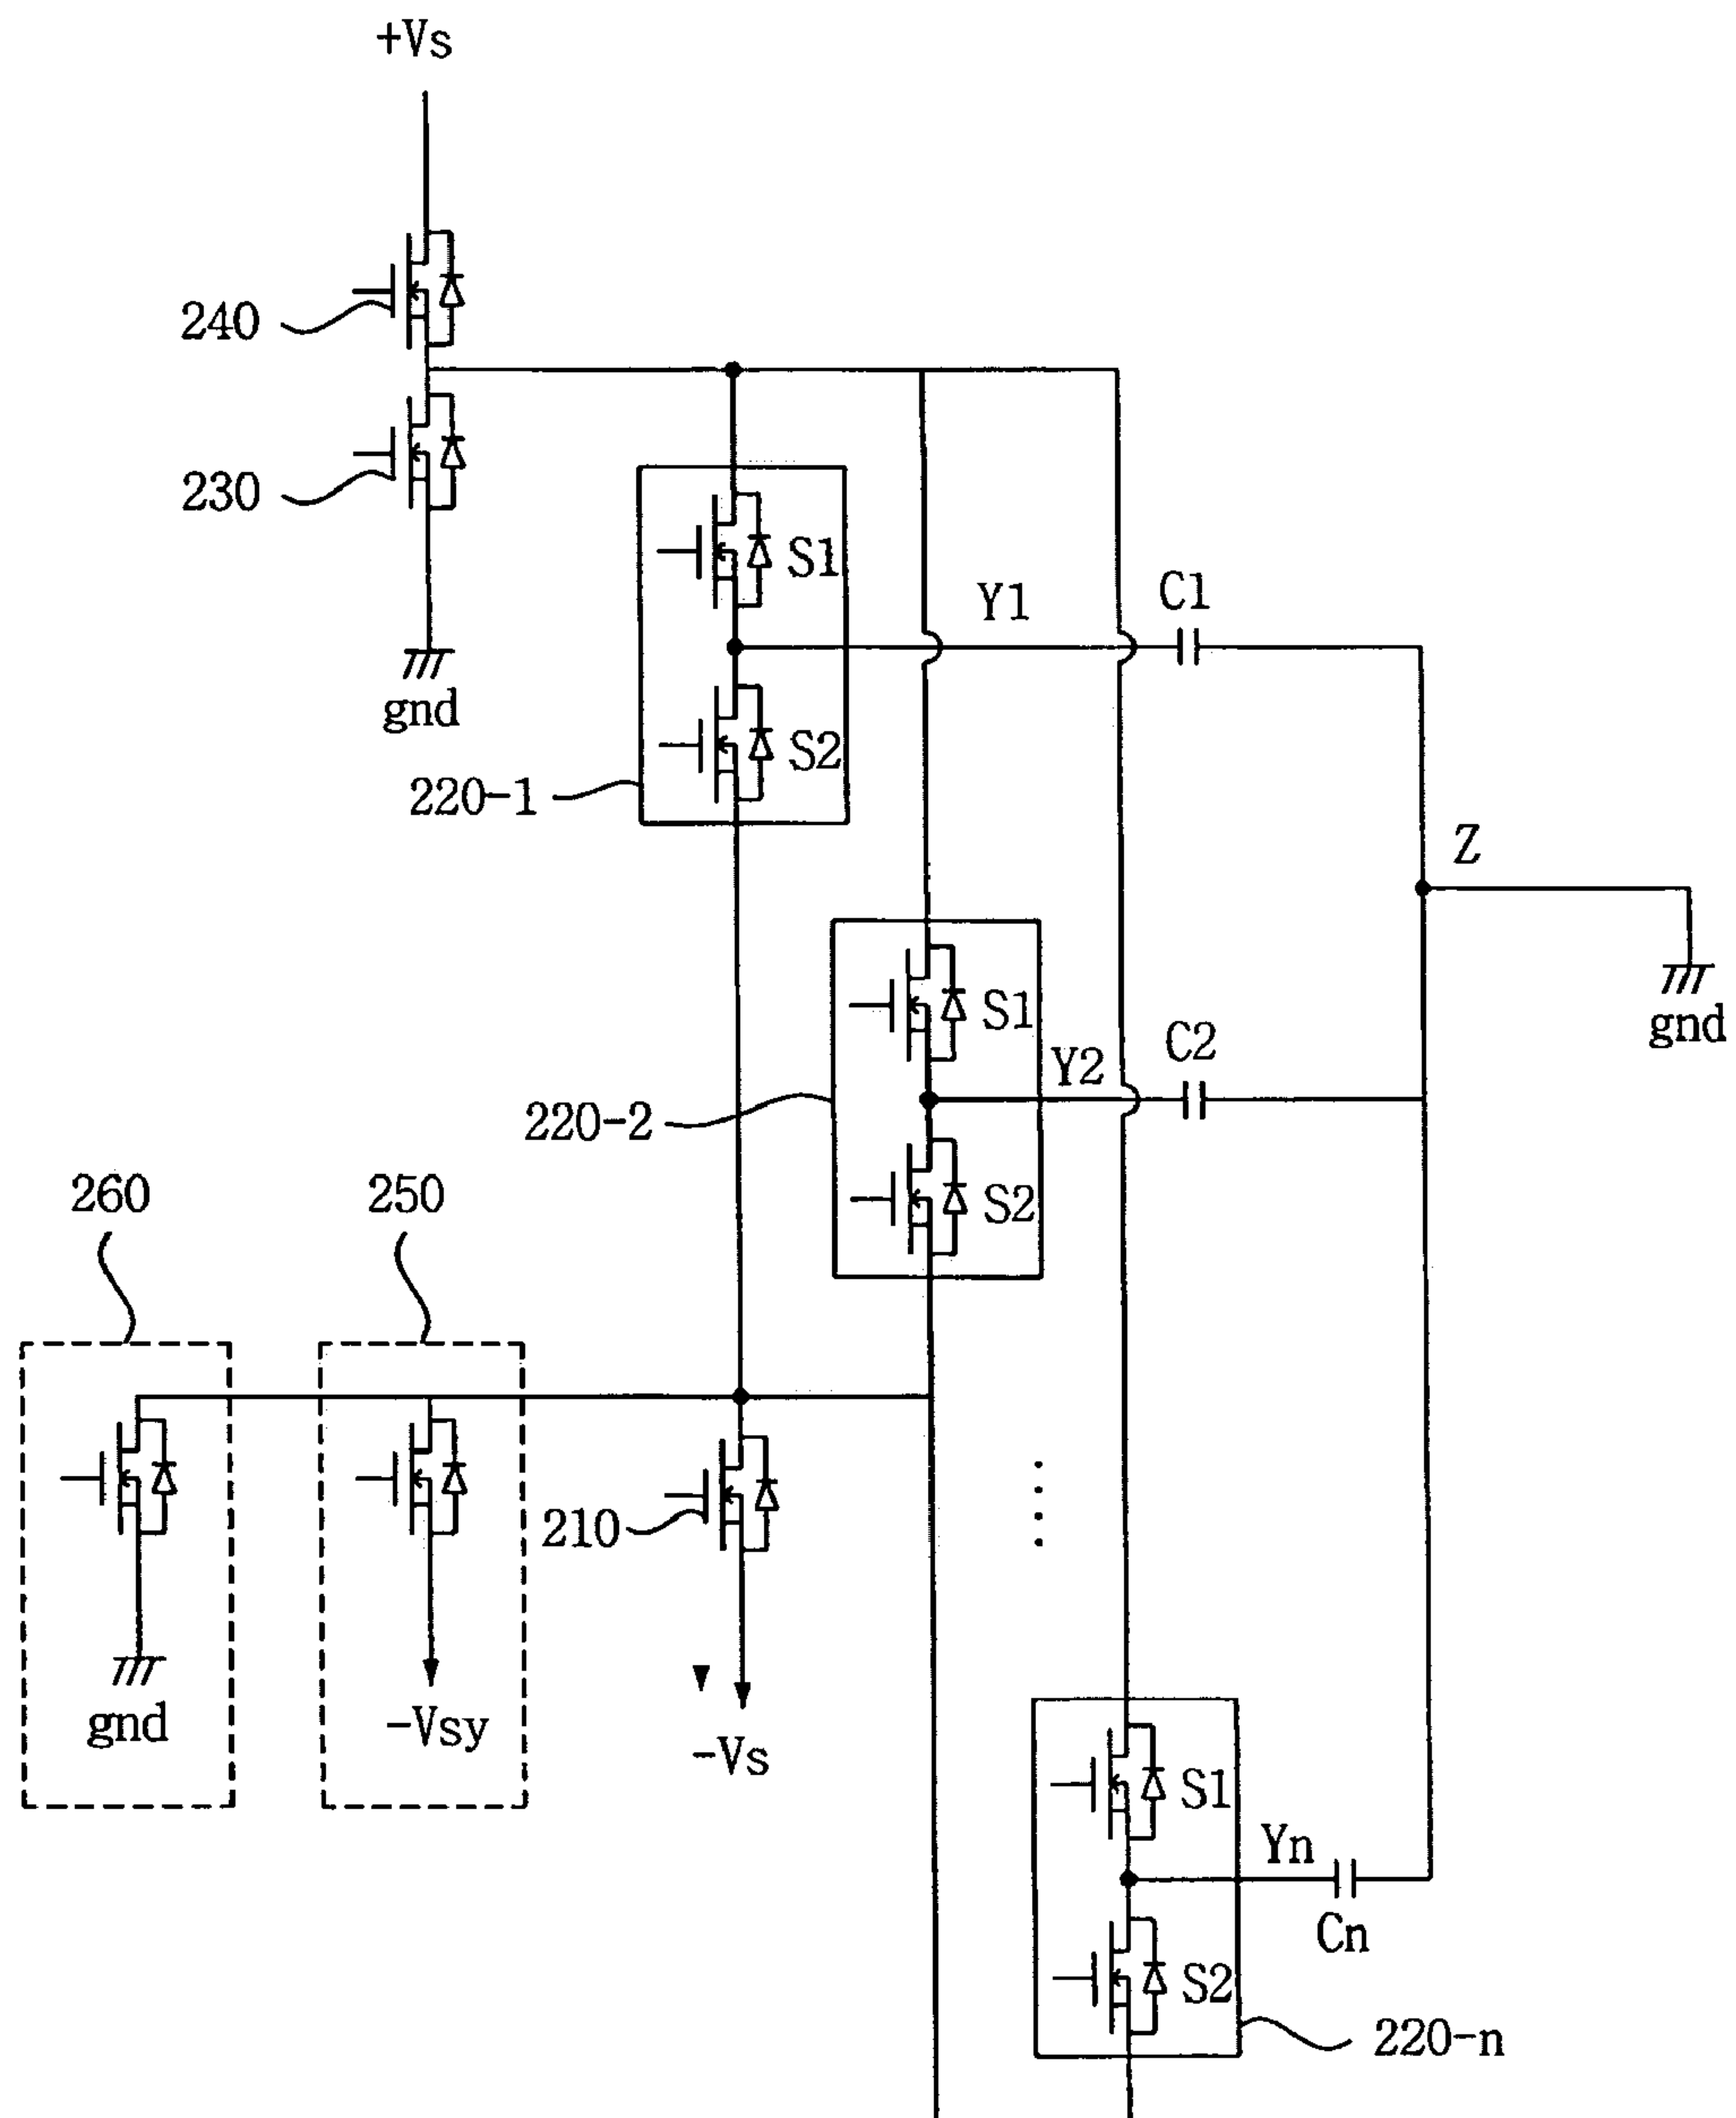 +Vs
240
230
gnd
S1
Y1
C1
S2
220-1
Z
gnd
S1
Y2
C2
220-2
S2
260
250
210
gnd
-Vsy
-Vs
S1
Yn
Cn
S2
220-n